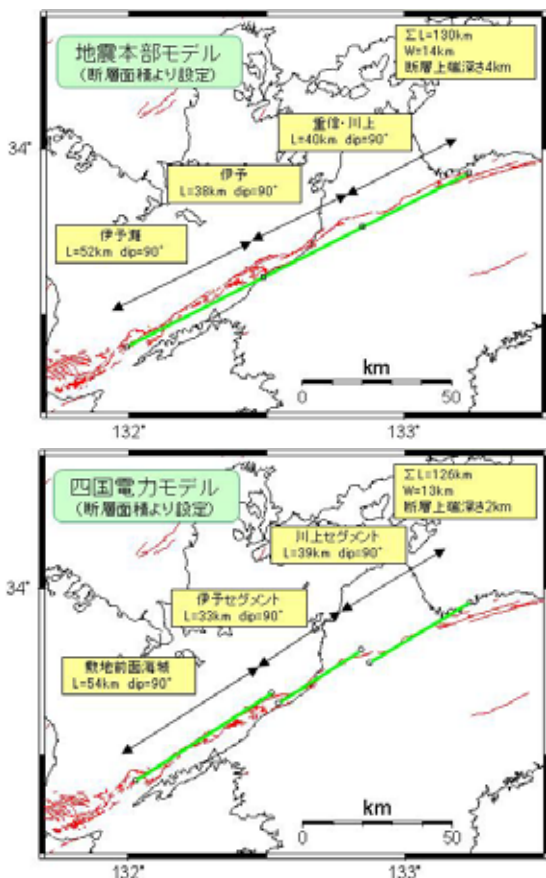 地震本部モデル
(断層面積より設定)
ΣL=130km
W=14km
断層上端深さ4km
重信・川上
L=40km dip=90°
34°
伊予
L=38km dip=90°
伊予灘
L=52km dip=90°
km
0 50
132° 133°
四国電力モデル
(断層面積より設定)
ΣL=126km
W=13km
断層上端深さ2km
川上セグメント
L=39km dip=90°
34°
伊予セグメント
L=33km dip=90°
敷地前面海域
L=54km dip=90°
km
0 50
132° 133°